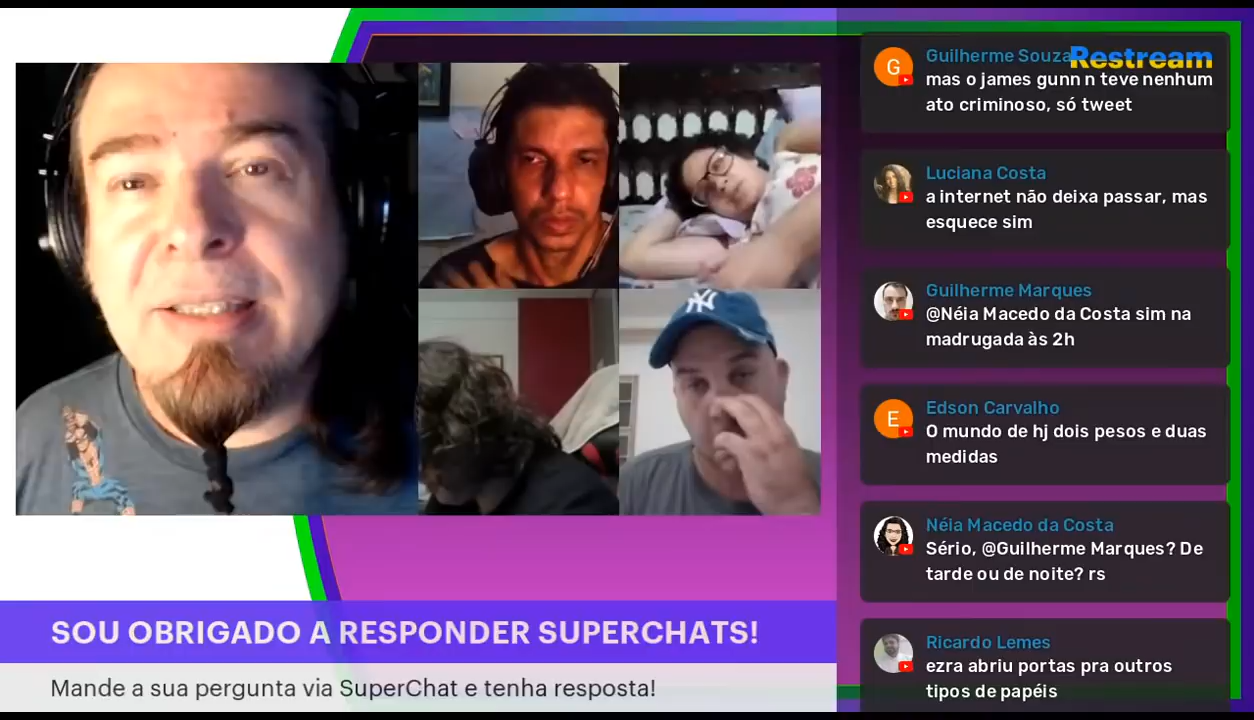 Restream
Guilherme Souza
mas o james gunn n teve nenhum
ato criminoso, só tweet
Luciana Costa
a internet não deixa passar, mas
esquece sim
Guilherme Marques
@Néia Macedo da Costa sim na
madrugada às 2h
Edson Carvalho
O mundo de hj dois pesos e duas
medidas
Néia Macedo da Costa
Sério, @Guilherme Marques? De
tarde ou de noite? rs
Ricardo Lemes
ezra abriu portas pra outros
tipos de papéis
G
E
NY
SOU OBRIGADO A RESPONDER SUPERCHATS!
Mande a sua pergunta via SuperChat e tenha resposta!